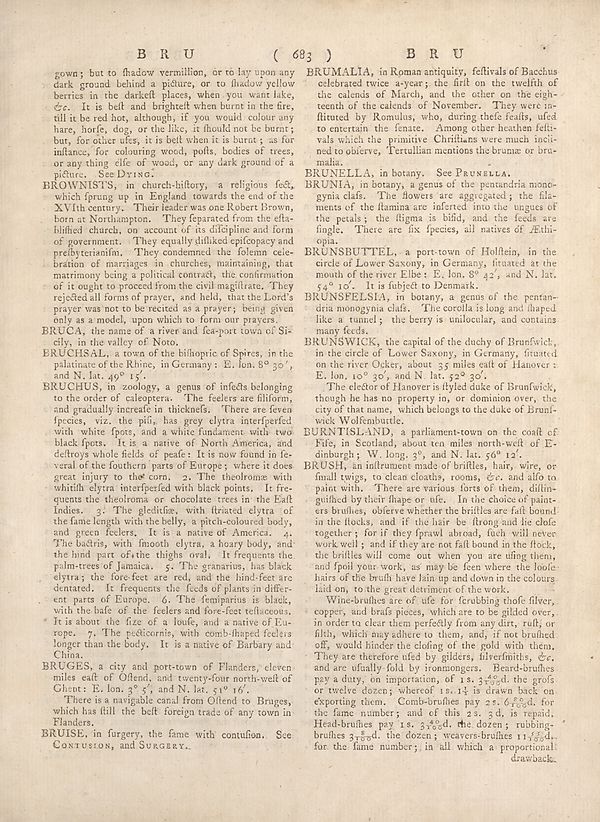 B R U ( 683 ) B R U
gown; but to ſhadow vermillion, or to lay upon any
dark ground behind a picture, or to ſhadow yellow
berries in the darkeſt places, when you want lake,
&c. It is beſt and brighteſt when burnt in the fire,
till it be red hot, although, if you would colour any
hare, horſe, dog, or the like, it ſhould not be burnt;
but, for other uſes, it is beſt when it is burnt; as for
inſtance, for colouring wood, poſts, bodies of trees,
or any thing elſe of wood, or any dark ground of a
picture. See DYING.
BROWNISTS, in church-hiſtory, a religious ſect,
which ſprung up in England towards the end of the
XVIth century. Their leader was one Robert Brown,
born at Northampton. They ſeparated from the eſta-
bliſhed church, on account of its diſcipline and form
of government. They equally diſliked epiſcopacy and
preſbyterianiſm. They condemned the ſolemn cele-
bration of marriages in churches, maintaining, that
matrimony being a political contract, the confirmation
of it ought to proceed from the civil magiſtrate. They
rejected all forms of prayer, and held, that the Lord's
prayer was not to be recited as a prayer; being given
only as a model, upon which to form our prayers.
BRUCA, the name of a river and ſea-port town of Si-
cily, in the valley of Noto.
BRUCHSAL, a town of the biſhopric of Spires, in the
palatinate of the Rhine, in Germany: E. lon. 8° 30',
and N. lat. 49° 15'.
BRUCHUS, in zoology, a genus of inſects belonging
to the order of caleoptera. The feelers are filiform,
and gradually increaſe in thickneſs. There are ſeven
ſpecies, viz. the piſi, has grey elytra interſperſed
with white ſpots, and a white fundament with two
black ſpots. It is a native of North America, and
deſtroys whole fields of peaſe: It is now found in ſe-
veral of the ſouthern parts of Europe; where it does
great injury to the corn. 2. The theolromæ with
whitiſh elytra interſperſed with black points. It fre-
quents the theolroma or chocolate trees in the Eaſt
Indies. 3. The gleditſiæ, with ſtriated elytra of
the ſame length with the belly, a pitch-coloured body,
and green feelers. It is a native of America. 4.
The bactris, with ſmooth elytra, a hoary body, and
the hind part of the thighs oval. It frequents the
palm-trees of Jamaica. 5. The granarius, has black
elytra; the fore-feet are red, and the hind-feet are
dentated. It frequents the ſeeds of plants in differ-
ent parts of Europe. 6. The ſemiparius is black,
with the baſe of the feelers and fore-feet teſtaceous.
It is about the ſize of a louſe, and a native of Eu-
rope. 7. The pecticornis, with comb-ſhaped feelers
longer than the body. It is a native of Barbary and
China.
BRUGES, a city and port-town of Flanders, eleven
miles eaſt of Oſtend, and twenty-four north-weſt of
Ghent: E. lon. 3° 5', and N. lat. 51° 16'.
There is a navigable canal from Oſtend to Bruges,
which has ſtill the beſt foreign trade of any town in
Flanders.
BRUISE, in ſurgery, the ſame with contuſion. See
CONTUSION, and SURGERY.
BRUMALIA, in Roman antiquity, feſtivals of Bacchus
celebrated twice a-year; the firſt on the twelfth of
the calends of March, and the other on the eigh-
teenth of the calends of November. They were in-
ſtituted by Romulus, who, during theſe feaſts, uſed
to entertain the ſenate. Among other heathen feſti-
vals which the primitive Chriſtians were much incli-
ned to obſerve, Tertullian mentions the brumæ or bru-
malia.
BRUNELLA, in botany. See PRUNELLA.
BRUNIA, in botany, a genus of the pentandria mono-
gynia claſs. The flowers are aggregated; the fila-
ments of the ſtamina are inſerted into the ungues of
the petals; the ſtigma is bifid, and the ſeeds are
ſingle. There are ſix ſpecies, all natives of Æthi-
opia.
BRUNSBUTTEL, a port-town of Holſtein, in the
circle of Lower Saxony, in Germany, ſituated at the
mouth of the river Elbe: E. lon. 8° 42', and N. lat.
54° 10'. It is ſubject to Denmark.
BRUNSFELSIA, in botany, a genus of the pentan-
dria monogynia claſs. The corolla is long and ſhaped
like a tunnel; the berry is unilocular, and contains
many ſeeds.
BRUNSWICK, the capital of the duchy of Brunſwick,
in the circle of Lower Saxony, in Germany, ſituated
on the river Ocker, about 35 miles eaſt of Hanover:
E. lon. 10° 30', and N. lat. 52° 30'.
The elector of Hanover is ſtyled duke of Brunſwick,
though he has no property in, or dominion over, the
city of that name, which belongs to the duke of Brunſ-
wick Wolfembuttle.
BURNTISLAND, a parliament-town on the coaſt of
Fife, in Scotland, about ten miles north-weſt of E-
dinburgh; W. long. 3°, and N. lat. 56° 12'.
BRUSH, an inſtrument made of briſtles, hair, wire, or
ſmall twigs, to clean cloaths, rooms, &c. and alſo to
paint with. There are various ſorts of them, diſtin-
guiſhed by their ſhape or uſe. In the choice of paint-
ers bruſhes, obſerve whether the briſtles are faſt bound
in the ſtocks, and if the hair be ſtrong and lie cloſe
together; for if they ſprawl abroad, ſuch will never
work well; and if they are not faſt bound in the ſtock,
the briſtles will come out when you are uſing them,
and ſpoil your work, as may be ſeen where the looſe
hairs of the bruſh have lain up and down in the colours
laid on, to the great detriment of the work.
Wine-bruſhes are of uſe for ſcrubbing thoſe ſilver,
copper, and braſs pieces, which are to be gilded over,
in order to clear them perfectly from any dirt, ruſt, or
filth, which may adhere to them, and, if not bruſhed
off, would hinder the cloſing of the gold with them.
They are therefore uſed by gilders, ſilverſmiths, &c.
and are uſually ſold by ironmongers. Beard-bruſhes
pay a duty, on importation, of 1 s. d. the groſs
or twelve dozen; whereof 1 s. is drawn back on
exporting them. Comb-bruſhes pay 2 s. d. for
the ſame number; and of this 2 s. 3 d, is repaid.
Head-bruſhes pay 1 s. d. the dozen; rubbing-
bruſhes d. the dozen; weavers-bruſhes d.
for the ſame number; in all which a proportional
drawback.